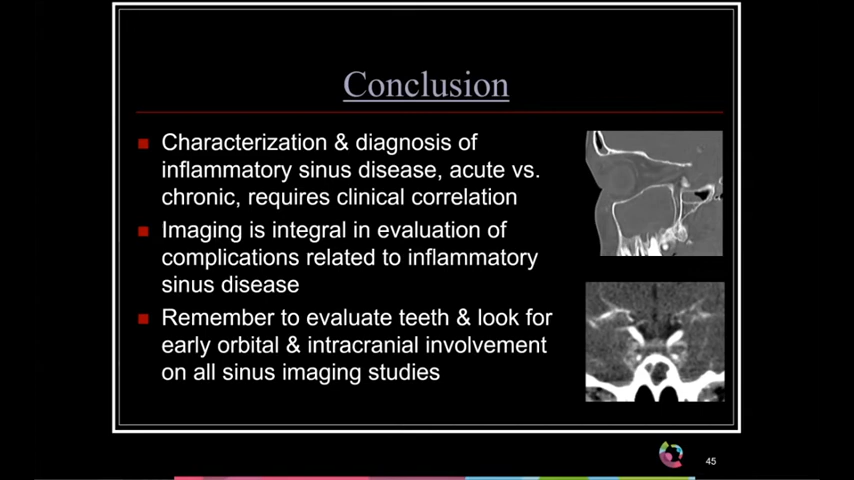 Conclusion
Characterization & diagnosis of
inflammatory sinus disease, acute vs.
chronic, requires clinical correlation
Imaging is integral in evaluation of
complications related to inflammatory
sinus disease
Remember to evaluate teeth & look for
early orbital & intracranial involvement
on all sinus imaging studies
45